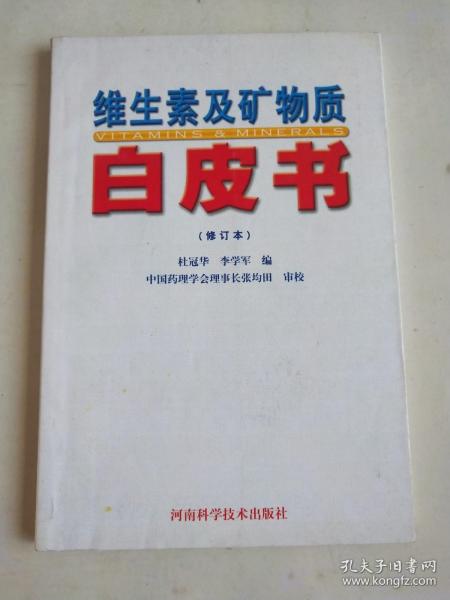 维生素及矿物质
VITAMINS & MINERALS
白皮书
(修订本)
杜冠华 李学军 编
中国药理学会理事长张均田 审校
河南科学技术出版社
孔夫子旧书网
www.kongfz.com